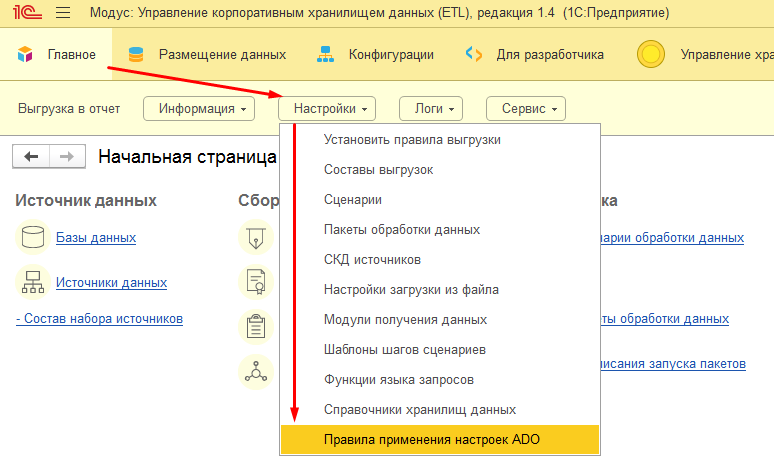 1С Модус: Управление корпоративным хранилищем данных (ETL), редакция 1.4 (1С:Предприятие)
Главное Размещение данных Конфигурации Для разработчика Управление хра
Выгрузка в отчет Информация Настройки Логи Сервис
Начальная страница
Установить правила выгрузки
Составы выгрузок
Сценарии
Пакеты обработки данных
СКД источников
Настройки загрузки из файла
Модули получения данных
Шаблоны шагов сценариев
Функции языка запросов
Справочники хранилищ данных
Правила применения настроек ADO
Источник данных
Базы данных
Источники данных
- Состав набора источников
Сбор
ка
нарии обработки данных
ты обработки данных
писания запуска пакетов